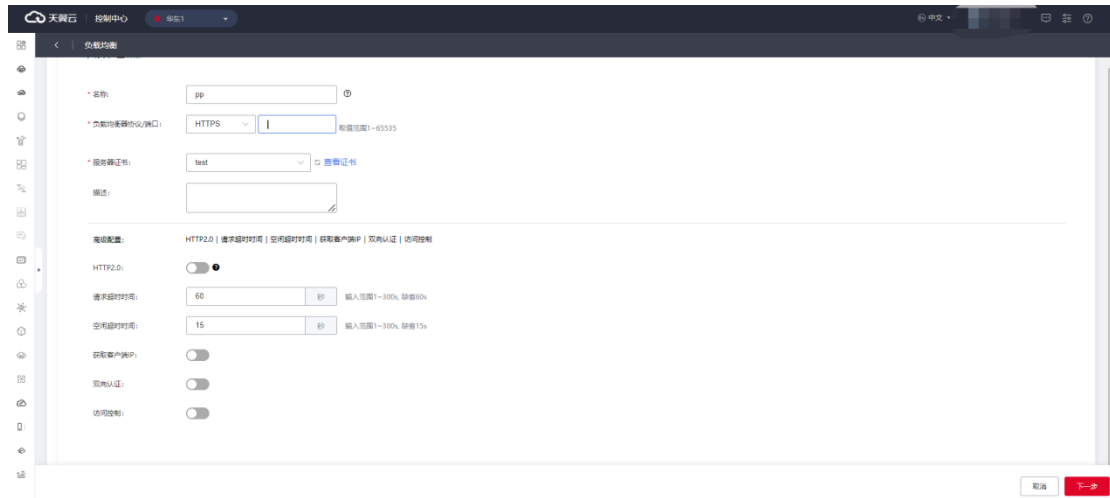 天翼云 | 控制中心 华东1 中文
负载均衡
* 名称: pp
* 负载均衡器协议/端口: HTTPS 取值范围1~65535
* 服务器证书: test 查看证书
描述:
高级配置: HTTP2.0 | 请求超时时间 | 空闲超时时间 | 获取客户端IP | 双向认证 | 访问控制
HTTP2.0:
请求超时时间: 60 秒 输入范围1~300s, 缺省60s
空闲超时时间: 15 秒 输入范围1~300s, 缺省15s
获取客户端IP:
双向认证:
访问控制:
取消 下一步